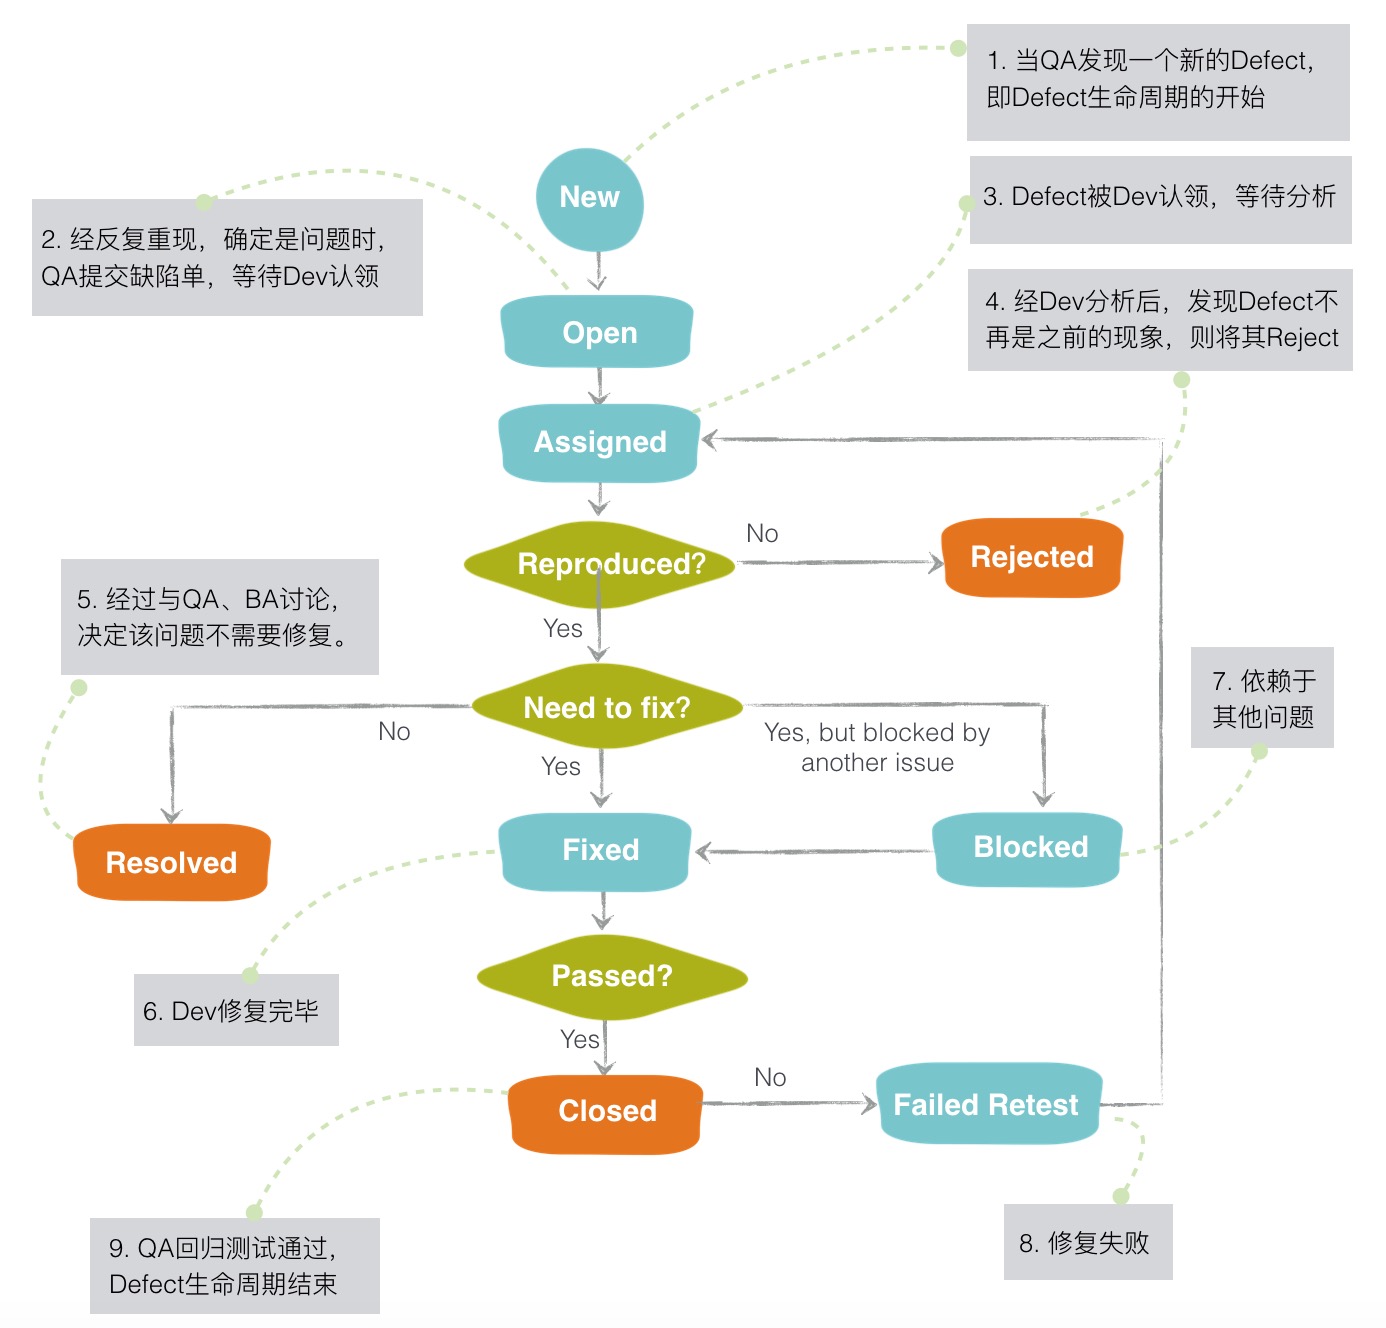 1. 当QA发现一个新的Defect，
即Defect生命周期的开始
New
3. Defect被Dev认领，等待分析
2. 经反复重现，确定是问题时，
QA提交缺陷单，等待Dev认领
4. 经Dev分析后，发现Defect不
再是之前的现象，则将其Reject
Open
Assigned
No
Reproduced?
Rejected
5. 经过与QA、BA讨论，
决定该问题不需要修复。
Yes
7. 依赖于
其他问题
Need to fix?
No
Yes, but blocked by
another issue
Yes
Resolved
Fixed
Blocked
Passed?
6. Dev修复完毕
Yes
No
Closed
Failed Retest
9. QA回归测试通过，
Defect生命周期结束
8. 修复失败